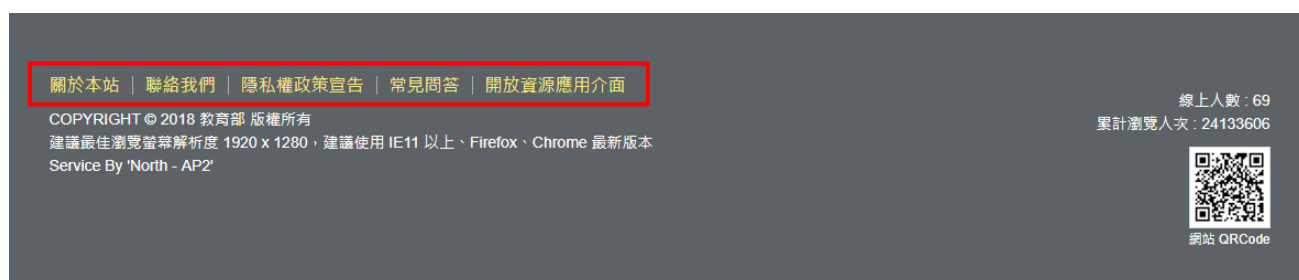 關於本站 | 聯絡我們 | 隱私權政策宣告 | 常見問答 | 開放資源應用介面
COPYRIGHT © 2018 教育部 版權所有
建議最佳瀏覽螢幕解析度 1920 x 1280，建議使用 IE11 以上、Firefox、Chrome 最新版本
Service By 'North - AP2'
線上人數 : 69
累計瀏覽人次 : 24133606
網站 QRCode